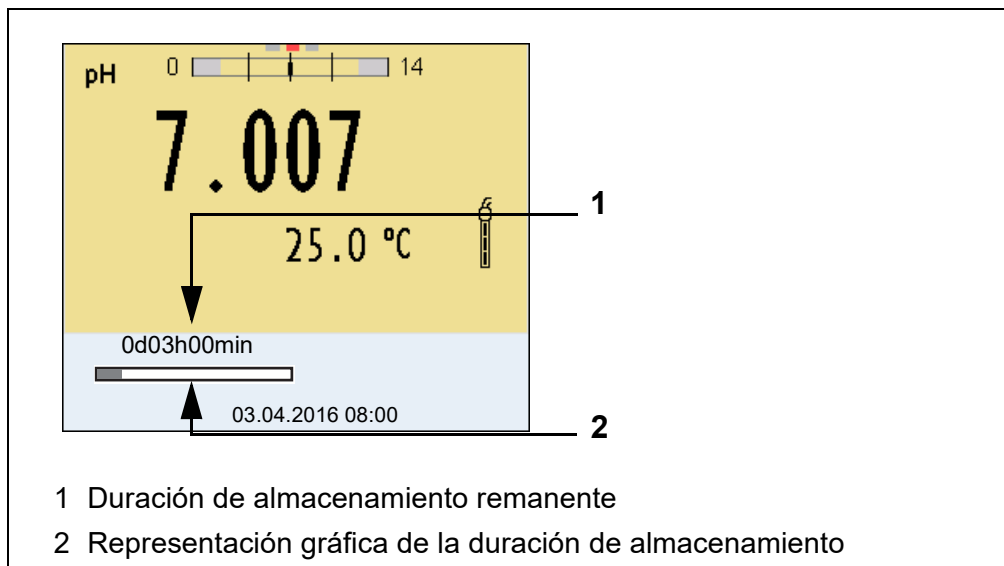 pH 0 14
7.007
1
25.0 °C
0d03h00min
03.04.2016 08:00
2
1 Duración de almacenamiento remanente
2 Representación gráfica de la duración de almacenamiento